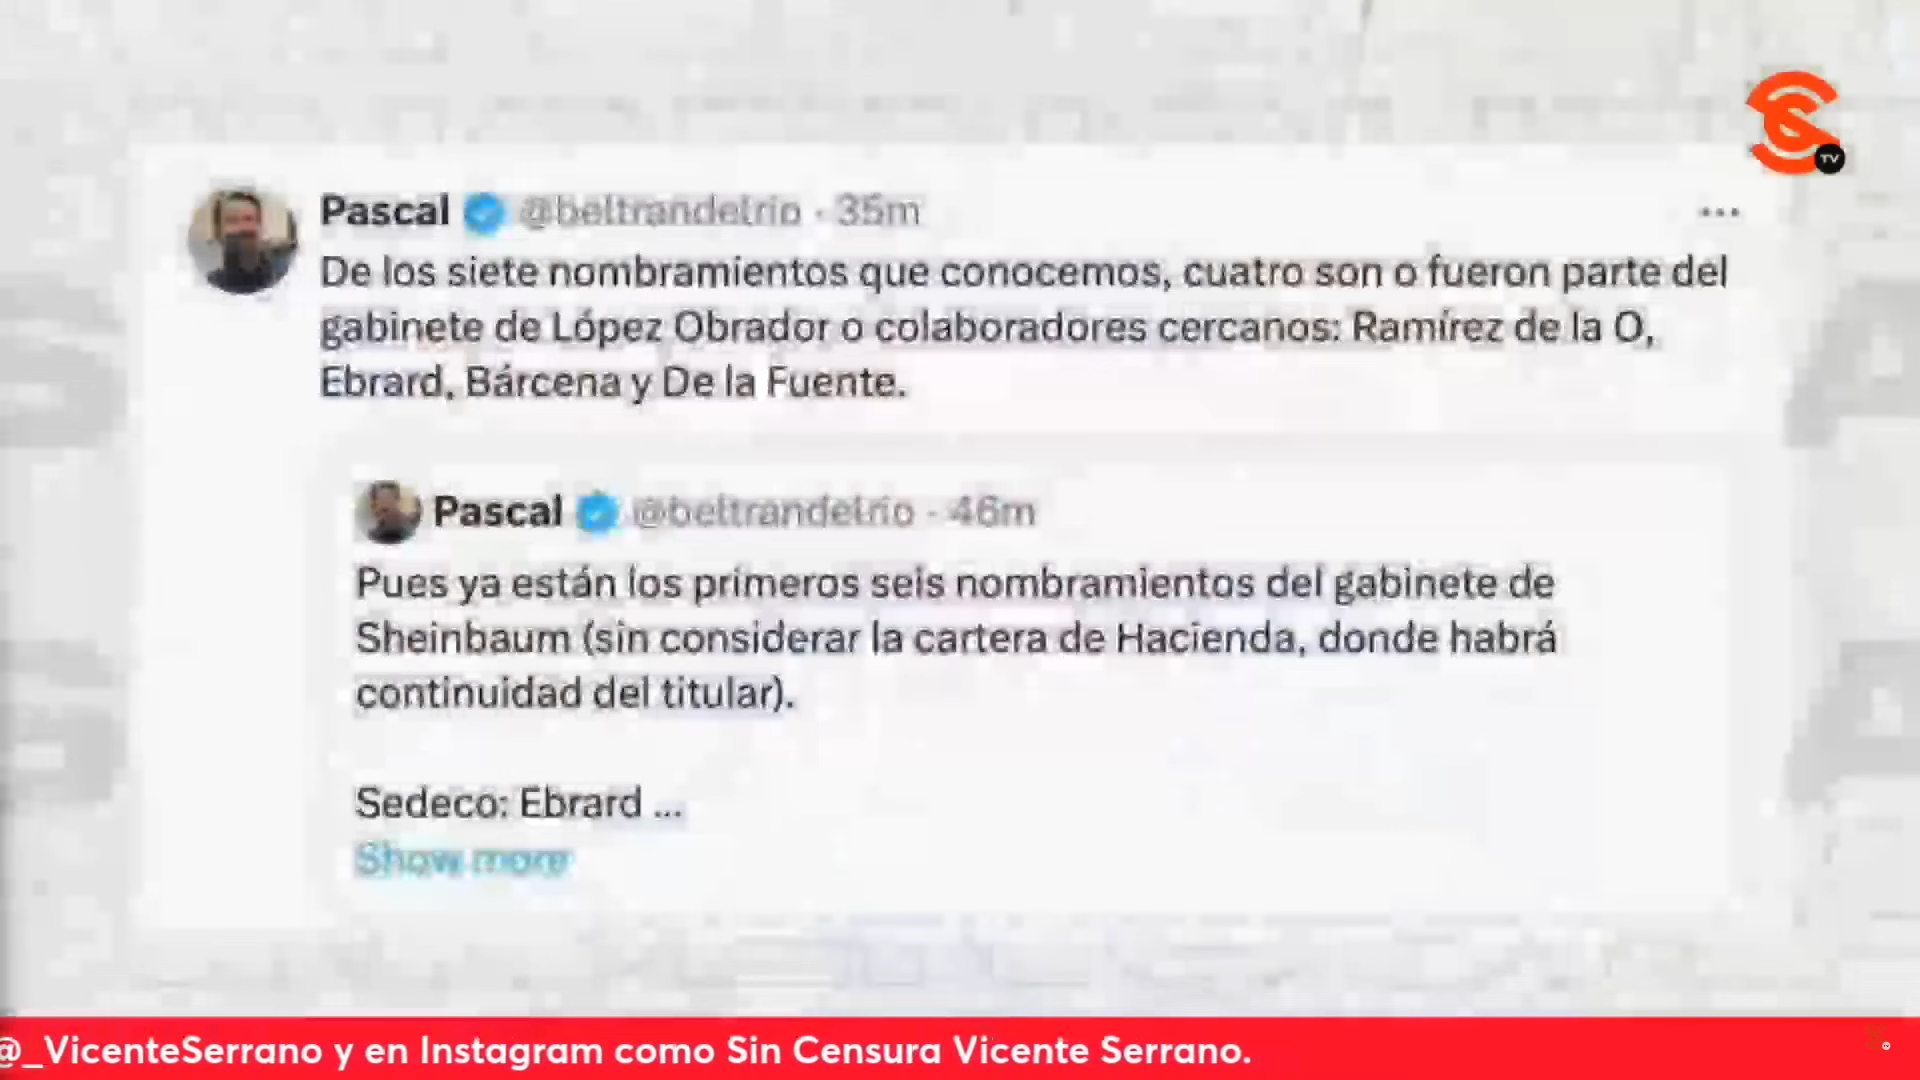 TV
Pascal @beltrandelrio · 35m
De los siete nombramientos que conocemos, cuatro son o fueron parte del
gabinete de López Obrador o colaboradores cercanos: Ramírez de la O,
Ebrard, Bárcena y De la Fuente.
Pascal @beltrandelrio · 46m
Pues ya están los primeros seis nombramientos del gabinete de
Sheinbaum (sin considerar la cartera de Hacienda, donde habrá
continuidad del titular).
Sedeco: Ebrard ...
Show more
@_VicenteSerrano y en Instagram como Sin Censura Vicente Serrano.